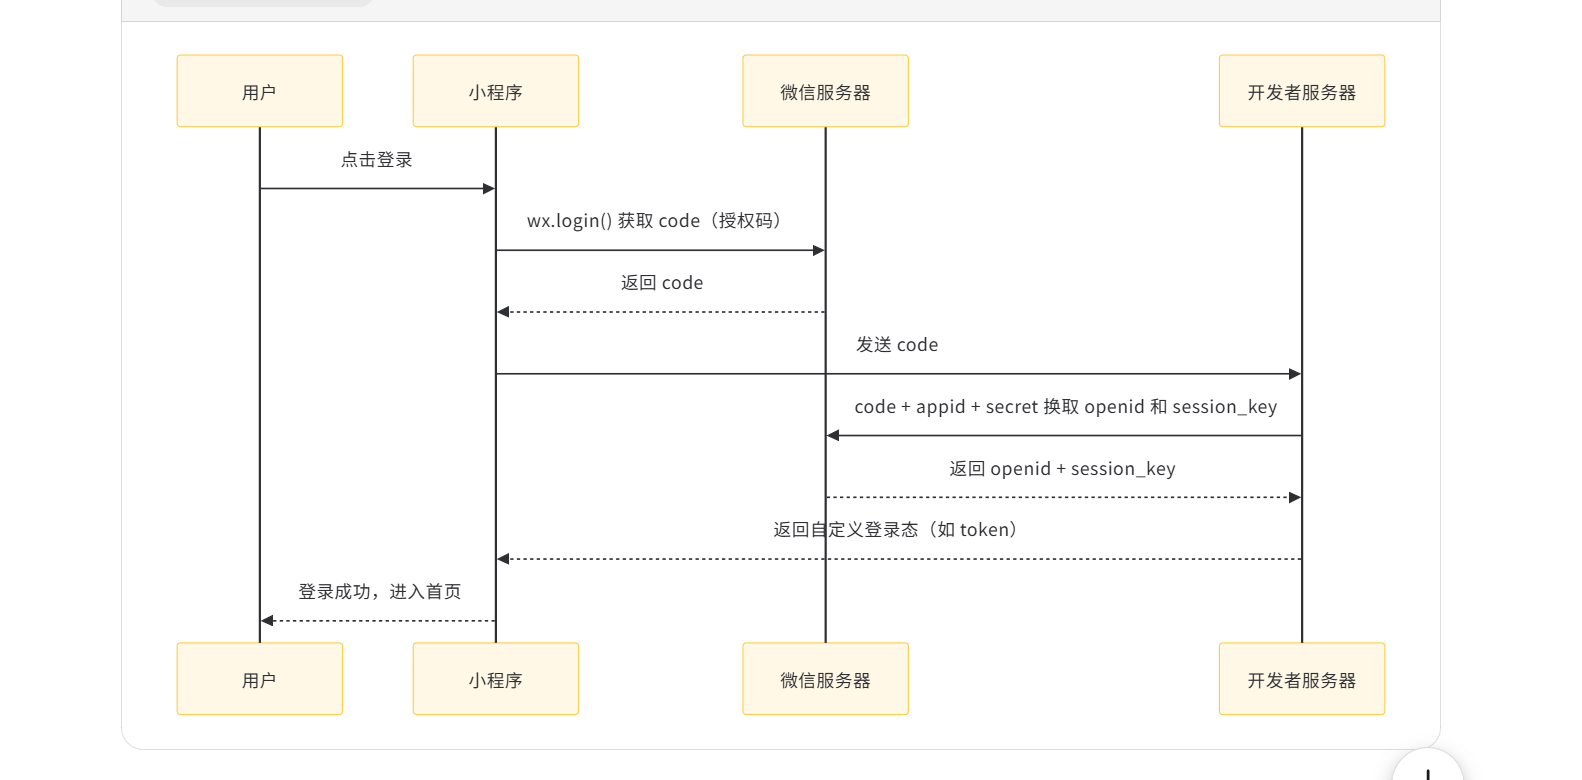 用户
小程序
微信服务器
开发者服务器
点击登录
wx.login() 获取 code（授权码）
返回 code
发送 code
code + appid + secret 换取 openid 和 session_key
返回 openid + session_key
返回自定义登录态（如 token）
登录成功，进入首页
用户
小程序
微信服务器
开发者服务器